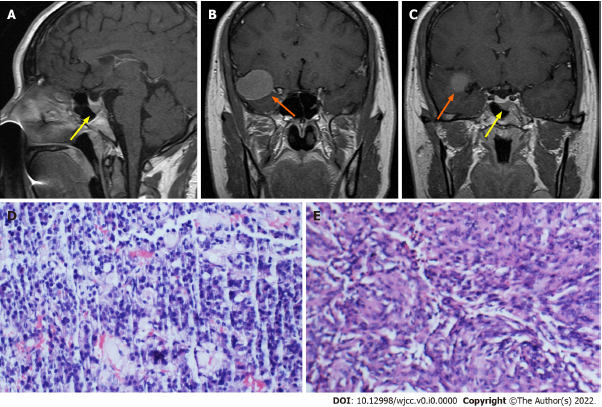 A
B
C
D
E
DOI: 10.12998/wjcc.v0.i0.0000 Copyright ©The Author(s) 2022.